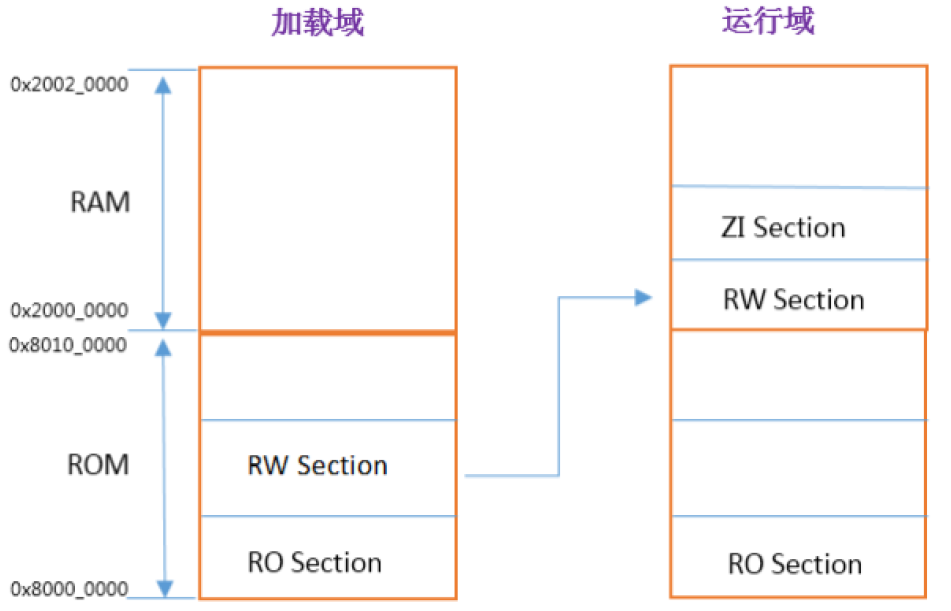 加载域
运行域
0x2002_0000
RAM
0x2000_0000
0x8010_0000
ROM
0x8000_0000
RW Section
RO Section
ZI Section
RW Section
RO Section